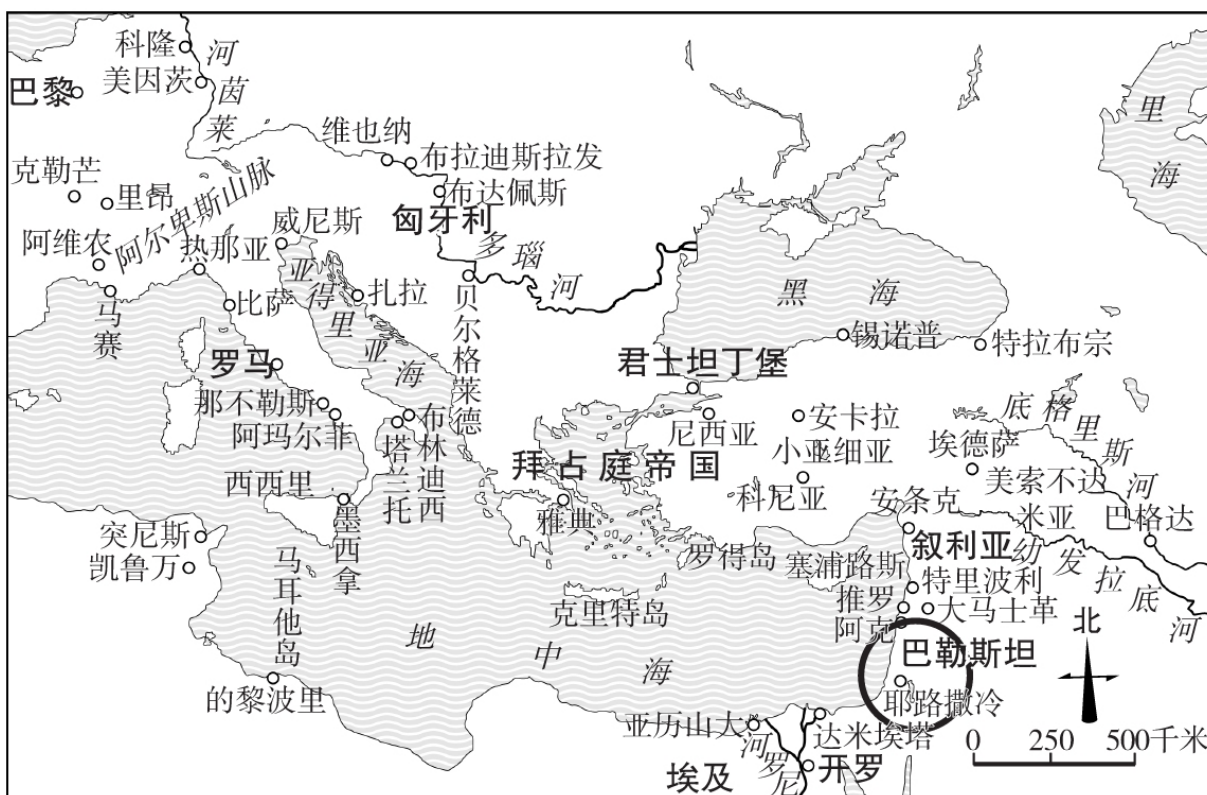 科隆
美因茨
莱茵河
巴黎
里海
维也纳
布拉迪斯拉发
布达佩斯
匈牙利
克勒芒
里昂
阿尔卑斯山脉
威尼斯
阿维农
热那亚
多瑙河
亚得里亚海
扎拉
黑海
马赛
比萨
贝尔格莱德
锡诺普
特拉布宗
罗马
君士坦丁堡
那不勒斯
阿玛尔菲
布林迪西
塔兰托
尼西亚
安卡拉
小亚细亚
底格里斯河
埃德萨
拜占庭帝国
美索不达米亚
西西里
墨西拿
雅典
科尼亚
安条克
巴格达
突尼斯
凯鲁万
马耳他岛
罗得岛
塞浦路斯
叙利亚
幼发拉底河
特里波利
克里特岛
推罗
大马士革
阿克
地中海
北
巴勒斯坦
的黎波里
耶路撒冷
亚历山大
达米埃塔
尼罗河
开罗
埃及
0 250 500千米